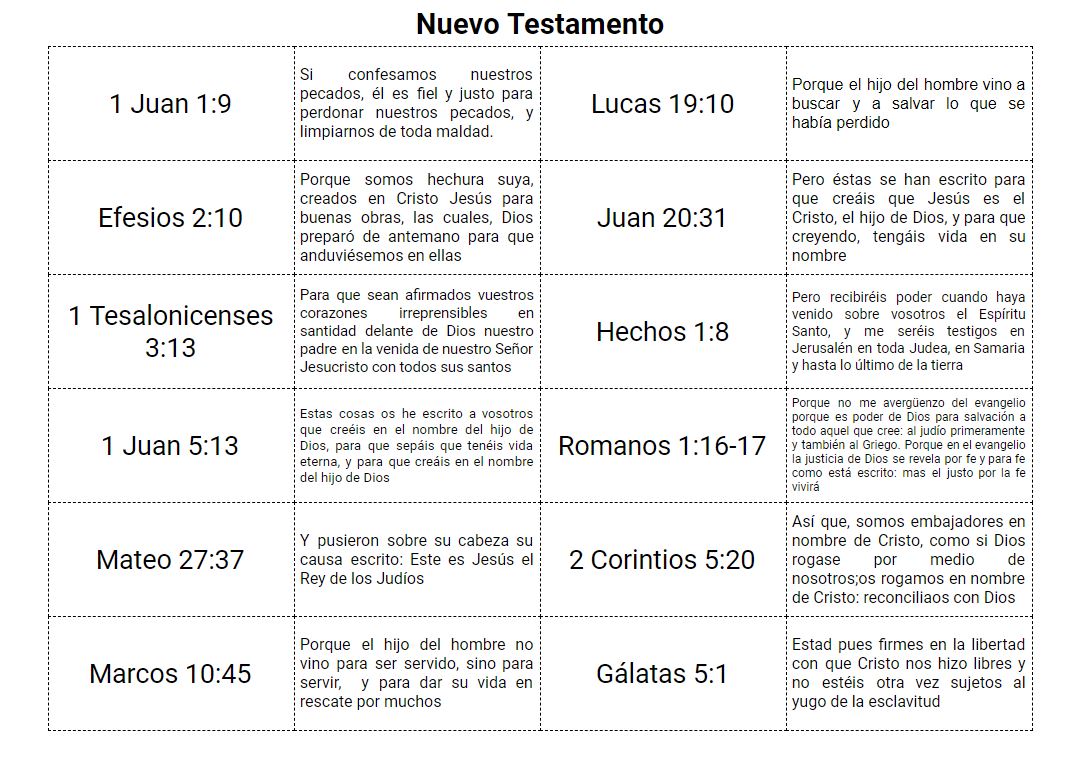 Nuevo Testamento
1 Juan 1:9
Si confesamos nuestros
pecados, él es fiel y justo para
perdonar nuestros pecados, y
limpiarnos de toda maldad.
Lucas 19:10
Porque el hijo del hombre vino a
buscar y a salvar lo que se
había perdido
Efesios 2:10
Porque somos hechura suya,
creados en Cristo Jesús para
buenas obras, las cuales, Dios
preparó de antemano para que
anduviésemos en ellas
Juan 20:31
Pero éstas se han escrito para
que creáis que Jesús es el
Cristo, el hijo de Dios, y para que
creyendo, tengáis vida en su
nombre
1 Tesalonicenses
3:13
Para que sean afirmados vuestros
corazones irreprensibles en
santidad delante de Dios nuestro
padre en la venida de nuestro Señor
Jesucristo con todos sus santos
Hechos 1:8
Pero recibiréis poder cuando haya
venido sobre vosotros el Espíritu
Santo, y me seréis testigos en
Jerusalén en toda Judea, en Samaria
y hasta lo último de la tierra
1 Juan 5:13
Estas cosas os he escrito a vosotros
que creéis en el nombre del hijo de
Dios, para que sepáis que tenéis vida
eterna, y para que creáis en el nombre
del hijo de Dios
Romanos 1:16-17
Porque no me avergüenzo del evangelio
porque es poder de Dios para salvación a
todo aquel que cree: al judío primeramente
y también al Griego. Porque en el evangelio
la justicia de Dios se revela por fe y para fe
como está escrito: mas el justo por la fe
vivirá
Mateo 27:37
Y pusieron sobre su cabeza su
causa escrito: Este es Jesús el
Rey de los Judíos
2 Corintios 5:20
Así que, somos embajadores en
nombre de Cristo, como si Dios
rogase por medio de
nosotros;os rogamos en nombre
de Cristo: reconciliaos con Dios
Marcos 10:45
Porque el hijo del hombre no
vino para ser servido, sino para
servir, y para dar su vida en
rescate por muchos
Gálatas 5:1
Estad pues firmes en la libertad
con que Cristo nos hizo libres y
no estéis otra vez sujetos al
yugo de la esclavitud